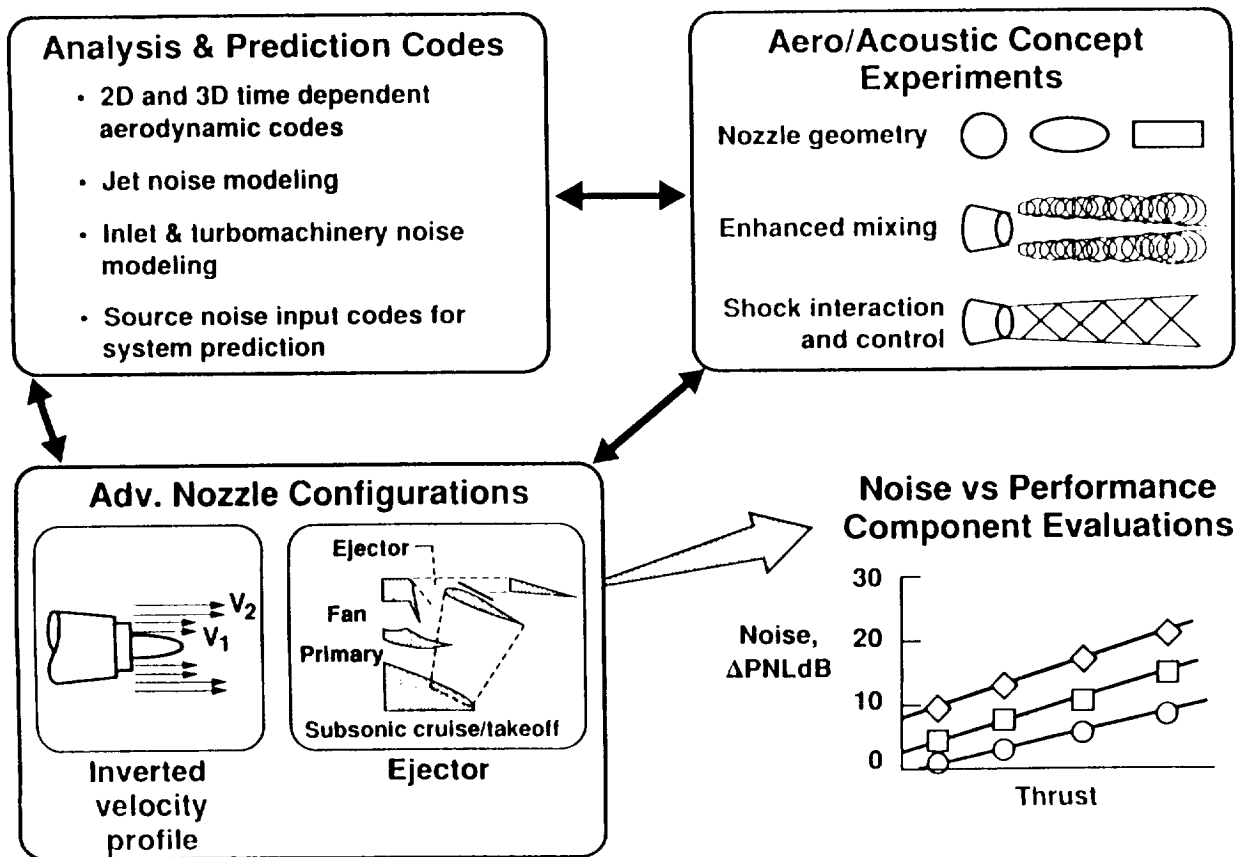 Analysis & Prediction Codes
· 2D and 3D time dependent
aerodynamic codes
· Jet noise modeling
· Inlet & turbomachinery noise
modeling
· Source noise input codes for
system prediction
Aero/Acoustic Concept
Experiments
Nozzle geometry
Enhanced mixing
Shock interaction
and control
Adv. Nozzle Configurations
V2
V1
Inverted
velocity
profile
Ejector
Fan
Primary
Subsonic cruise/takeoff
Ejector
Noise vs Performance
Component Evaluations
Noise,
ΔPNLdB
30
20
10
0
Thrust